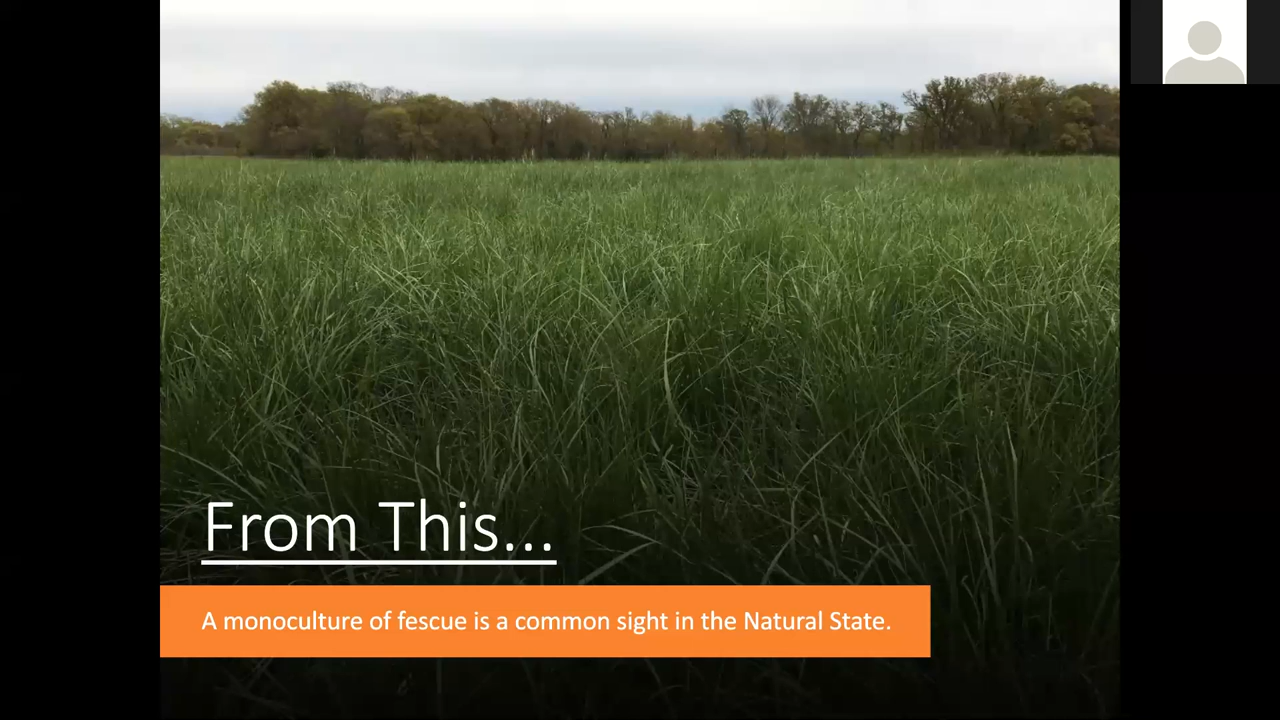 From This...
A monoculture of fescue is a common sight in the Natural State.